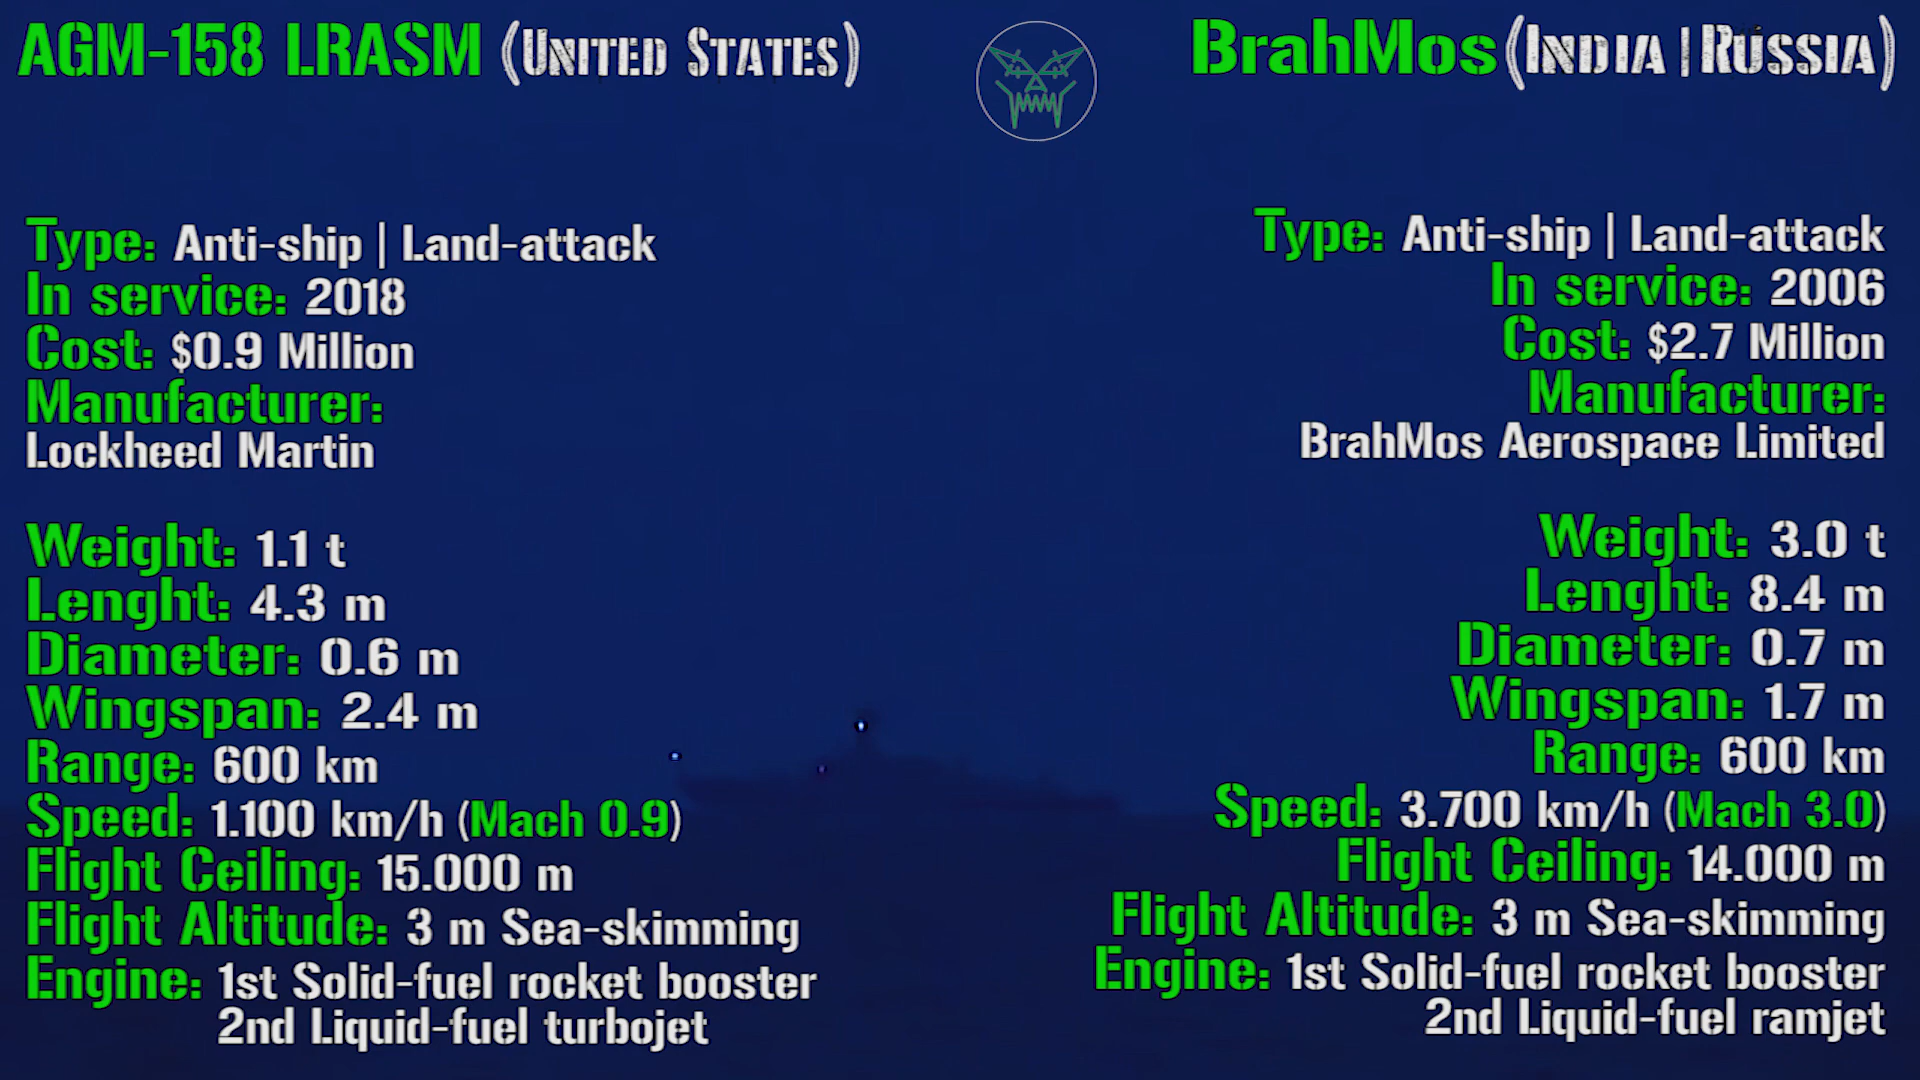 AGM-158 LRASM (United States)
BrahMos (India | Russia)
Type: Anti-ship | Land-attack
In service: 2018
Cost: $0.9 Million
Manufacturer:
Lockheed Martin
Weight: 1.1 t
Lenght: 4.3 m
Diameter: 0.6 m
Wingspan: 2.4 m
Range: 600 km
Speed: 1.100 km/h (Mach 0.9)
Flight Ceiling: 15.000 m
Flight Altitude: 3 m Sea-skimming
Engine: 1st Solid-fuel rocket booster
2nd Liquid-fuel turbojet
Type: Anti-ship | Land-attack
In service: 2006
Cost: $2.7 Million
Manufacturer:
BrahMos Aerospace Limited
Weight: 3.0 t
Lenght: 8.4 m
Diameter: 0.7 m
Wingspan: 1.7 m
Range: 600 km
Speed: 3.700 km/h (Mach 3.0)
Flight Ceiling: 14.000 m
Flight Altitude: 3 m Sea-skimming
Engine: 1st Solid-fuel rocket booster
2nd Liquid-fuel ramjet